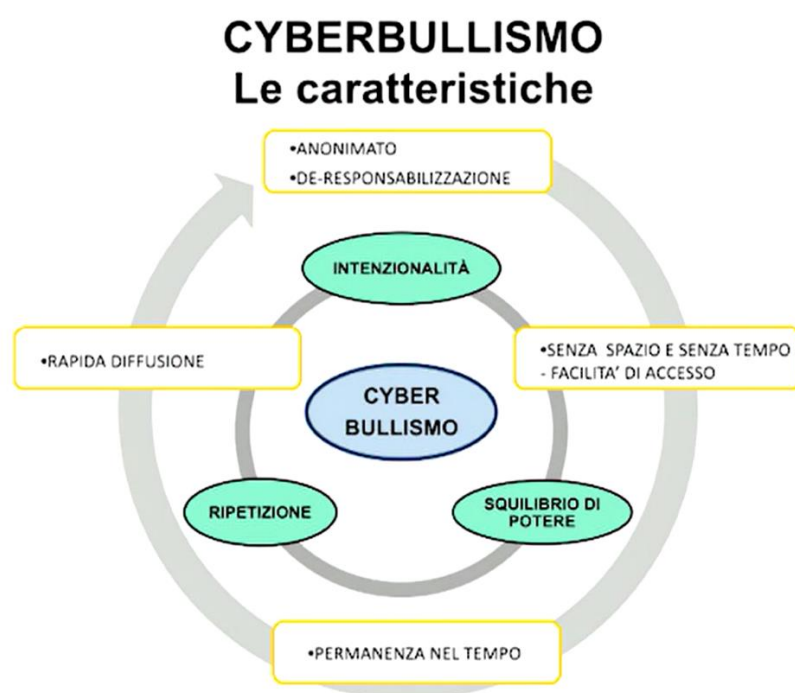 CYBERBULLISMO
Le caratteristiche
•ANONIMATO
•DE-RESPONSABILIZZAZIONE
INTENZIONALITÀ
•RAPIDA DIFFUSIONE
•SENZA SPAZIO E SENZA TEMPO
- FACILITA' DI ACCESSO
CYBER
BULLISMO
RIPETIZIONE
SQUILIBRIO DI
POTERE
•PERMANENZA NEL TEMPO